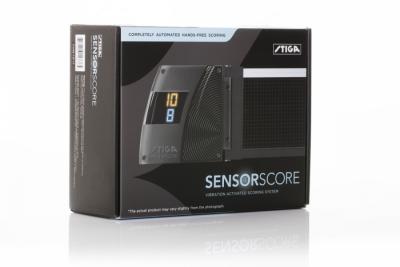 COMPLETELY AUTOMATED HANDS-FREE SCORING
STIGA
STIGA
SENSORSCORE
10
8
STIGA
SENSORSCORE
VIBRATION ACTIVATED SCORING SYSTEM
*The actual product may vary slightly from the photograph.